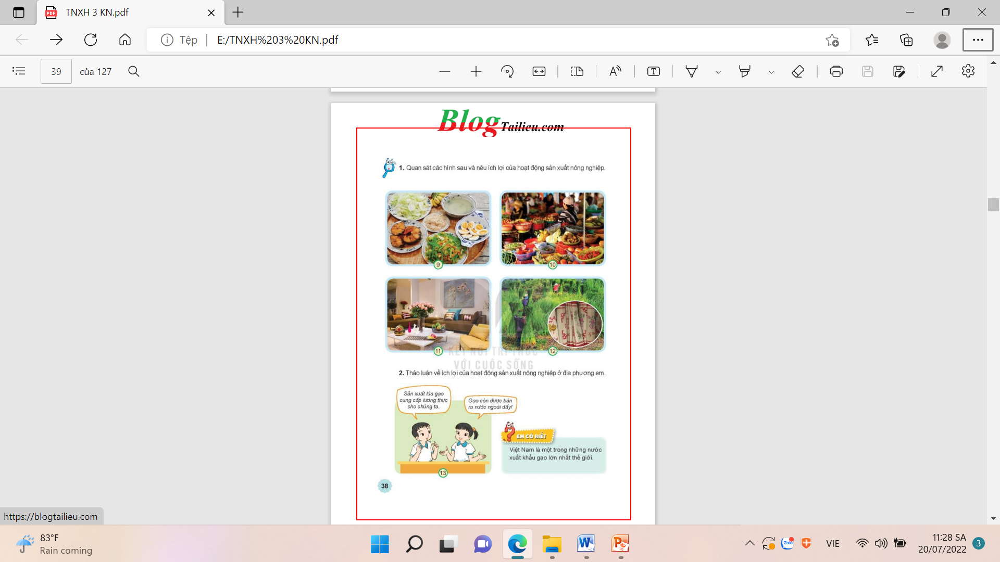 TNXH 3 KN.pdf
Tệp
E:/TNXH%203%20KN.pdf
39
của 127
Blog Tailieu.com
1. Quan sát các hình sau và nêu ích lợi của hoạt động sản xuất nông nghiệp.
9
10
11
12
KẾT NỐI TRI THỨC
VỚI CUỘC SỐNG
2. Thảo luận về ích lợi của hoạt động sản xuất nông nghiệp ở địa phương em.
Sản xuất lúa gạo
cung cấp lương thực
cho chúng ta.
Gạo còn được bán
ra nước ngoài đấy!
EM CÓ BIẾT
Việt Nam là một trong những nước
xuất khẩu gạo lớn nhất thế giới.
13
38
https://blogtailieu.com
83°F
Rain coming
Zalo
VIE
11:28 SA
20/07/2022
3